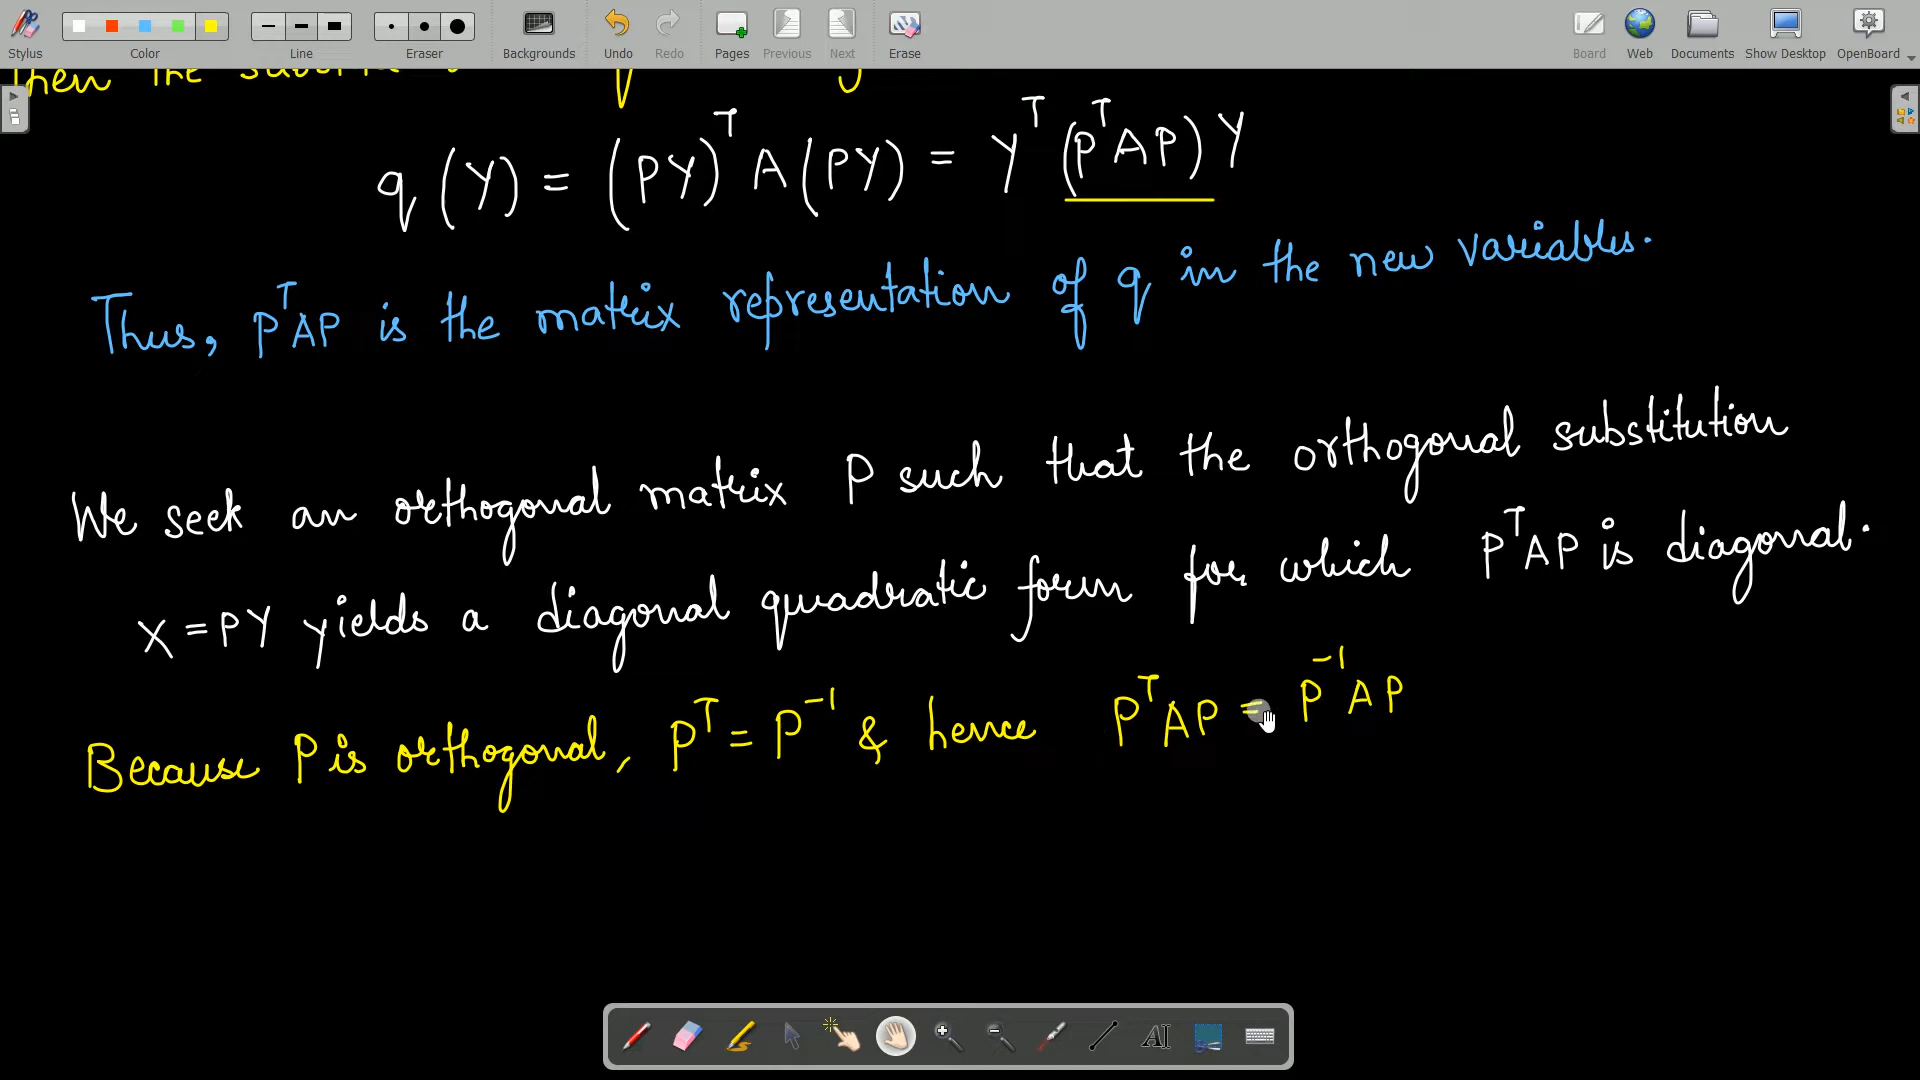 Stylus Color Line Eraser Backgrounds Undo Redo Pages Previous Next Erase Board Web Documents Show Desktop OpenBoard
Then the
q(Y) = (PY)^T A(PY) = Y^T (P^T AP) Y
Thus, P^T AP is the matrix representation of q in the new variables.
We seek an orthogonal matrix P such that the orthogonal substitution
X = PY yields a diagonal quadratic form for which P^T AP is diagonal.
Because P is orthogonal, P^T = P^-1 & hence P^T AP = P^-1 AP
AI